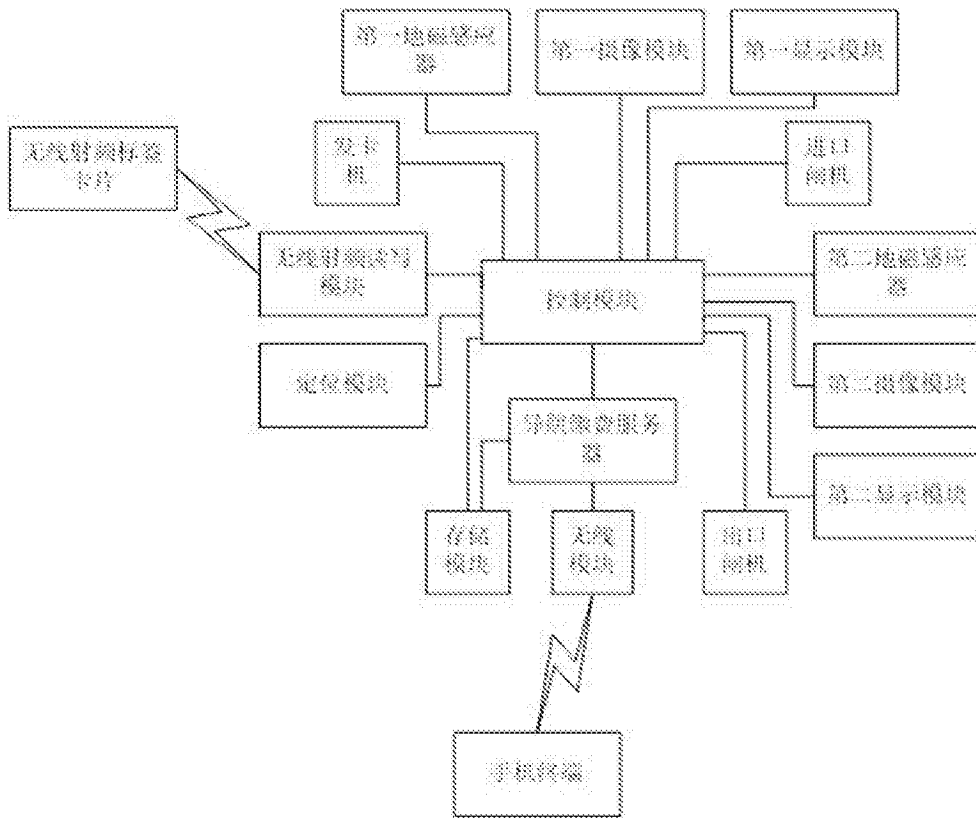 第一地磁感应
器
第一摄像模块
第一显示模块
发卡
机
进口
闸机
无线射频标签
卡片
无线射频读写
模块
控制模块
第二地磁感应
器
定位模块
第二摄像模块
导航缴费服务
器
第二显示模块
存储
模块
无线
模块
出口
闸机
手机终端